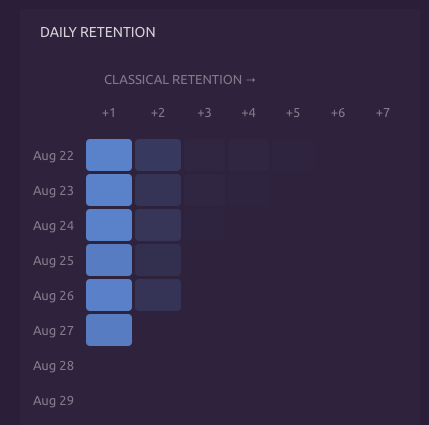 DAILY RETENTION
CLASSICAL RETENTION →
+1 +2 +3 +4 +5 +6 +7
Aug 22
Aug 23
Aug 24
Aug 25
Aug 26
Aug 27
Aug 28
Aug 29